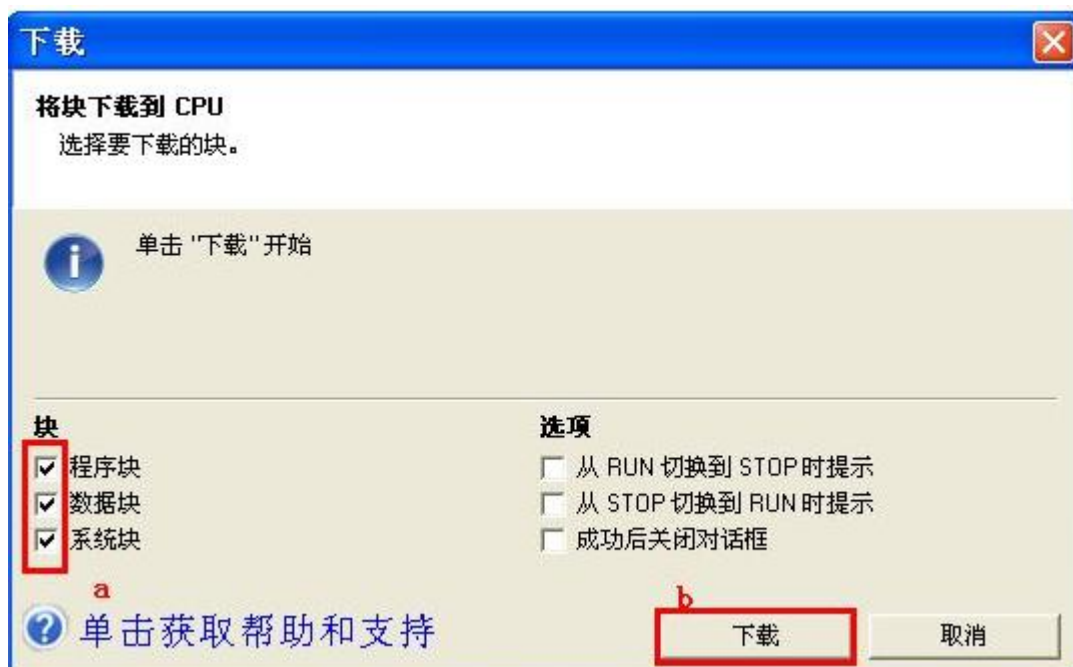 下载
将块下载到 CPU
选择要下载的块。
单击 "下载" 开始
块
选项
程序块
从 RUN 切换到 STOP 时提示
数据块
从 STOP 切换到 RUN 时提示
系统块
成功后关闭对话框
a
b
单击获取帮助和支持
下载
取消